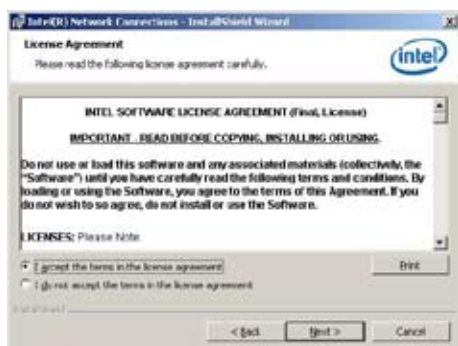 Intel(R) Network Connections - InstallShield Wizard
License Agreement
Please read the following license agreement carefully.
intel
INTEL SOFTWARE LICENSE AGREEMENT (Final, License)
IMPORTANT - READ BEFORE COPYING, INSTALLING OR USING.
Do not use or load this software and any associated materials (collectively, the
"Software") until you have carefully read the following terms and conditions. By
loading or using the Software, you agree to the terms of this Agreement. If you
do not wish to so agree, do not install or use the Software.
LICENSES: Please Note:
I accept the terms in the license agreement
Print
I do not accept the terms in the license agreement
InstallShield
< Back
Next >
Cancel